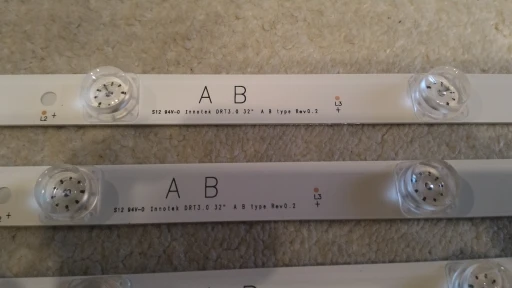 A B
S12 94V-0 Innotek DRT3.0 32" A B type Rev0.2
L2 +
L3
+
A B
S12 94V-0 Innotek DRT3.0 32" A B type Rev0.2
+
L3
+